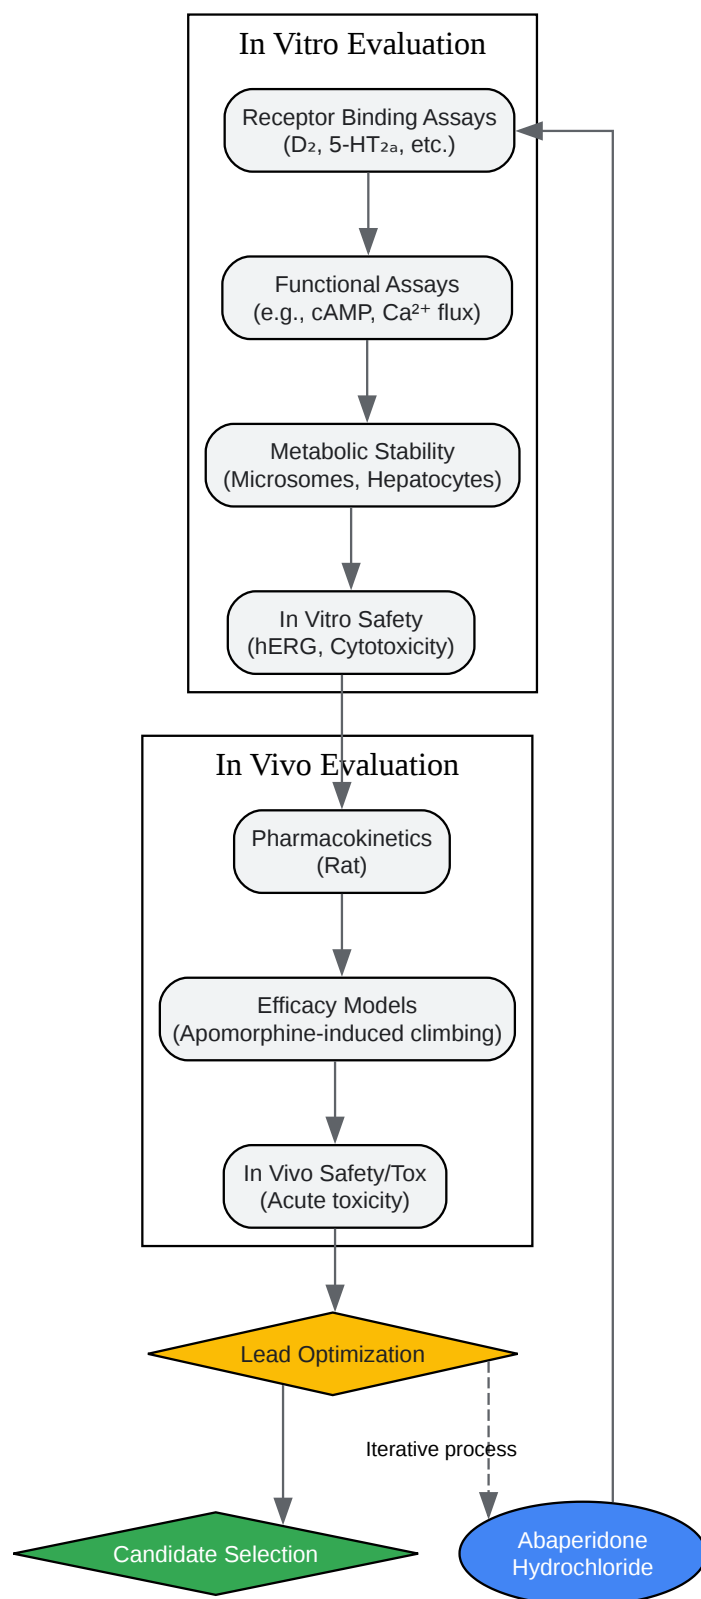 In Vitro Evaluation
Receptor Binding Assays
(D₂, 5-HT₂ₐ, etc.)
Functional Assays
(e.g., cAMP, Ca²⁺ flux)
Metabolic Stability
(Microsomes, Hepatocytes)
In Vitro Safety
(hERG, Cytotoxicity)
In Vivo Evaluation
Pharmacokinetics
(Rat)
Efficacy Models
(Apomorphine-induced climbing)
In Vivo Safety/Tox
(Acute toxicity)
Lead Optimization
Iterative process
Candidate Selection
Abaperidone
Hydrochloride